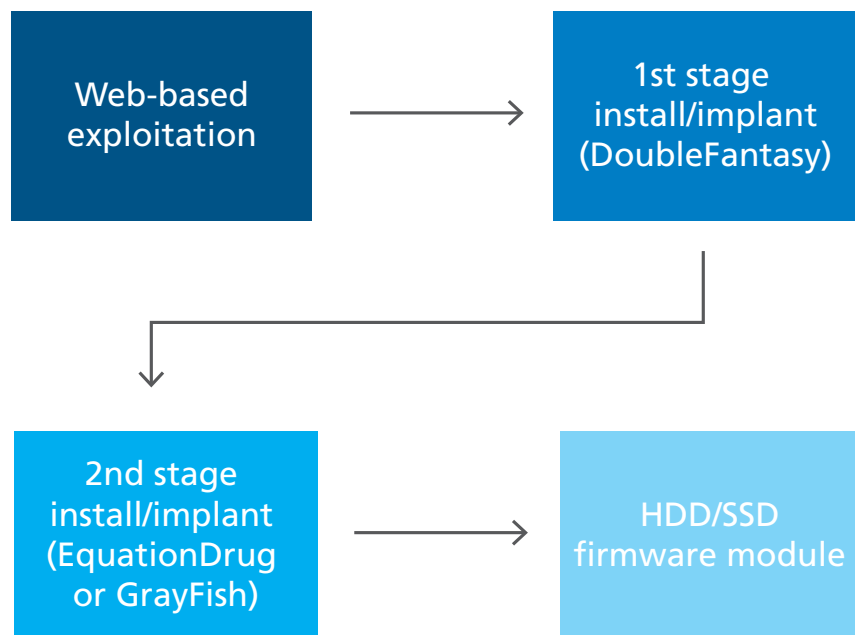 Web-based
exploitation
1st stage
install/implant
(DoubleFantasy)
2nd stage
install/implant
(EquationDrug
or GrayFish)
HDD/SSD
firmware module